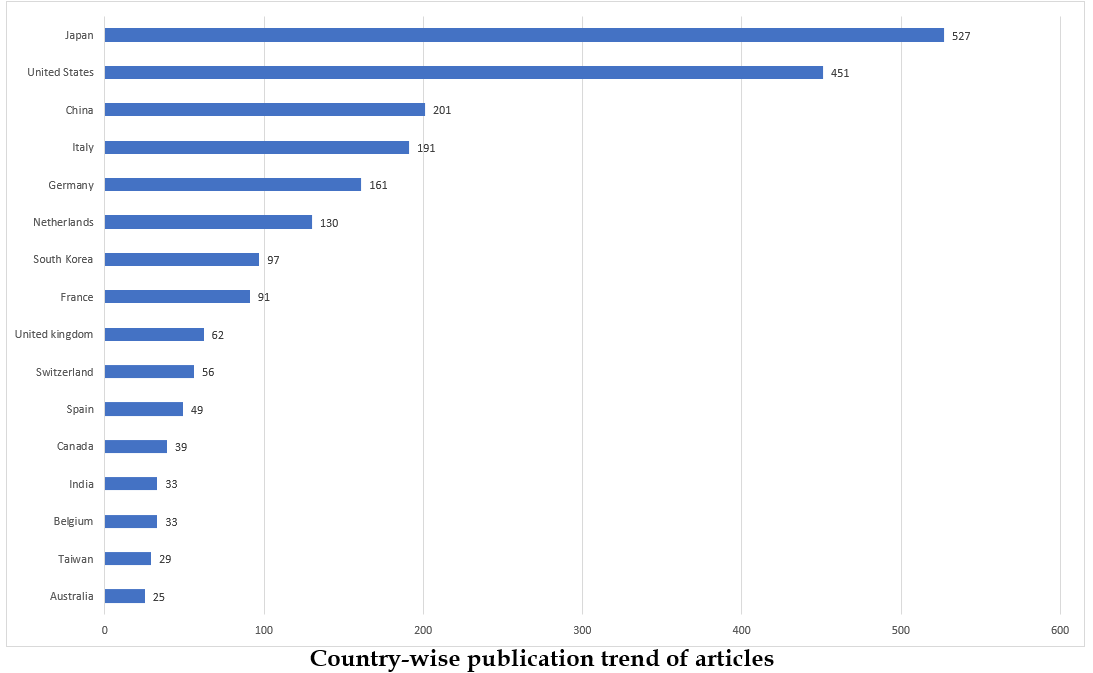 Japan 527
United States 451
China 201
Italy 191
Germany 161
Netherlands 130
South Korea 97
France 91
United kingdom 62
Switzerland 56
Spain 49
Canada 39
India 33
Belgium 33
Taiwan 29
Australia 25
0 100 200 300 400 500 600
Country-wise publication trend of articles